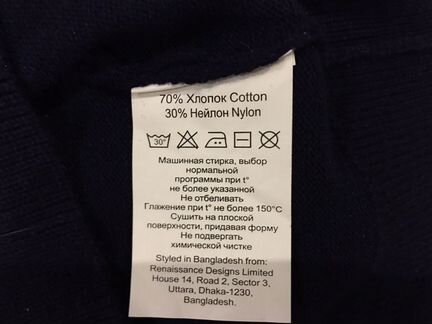 70% Хлопок Cotton
30% Нейлон Nylon
30°
Машинная стирка, выбор
нормальной
программы при t°
не более указанной
Не отбеливать
Глажение при t° не более 150°C
Сушить на плоской
поверхности, придавая форму
Не подвергать
химической чистке
Styled in Bangladesh from:
Renaissance Designs Limited
House 14, Road 2, Sector 3,
Uttara, Dhaka-1230,
Bangladesh.